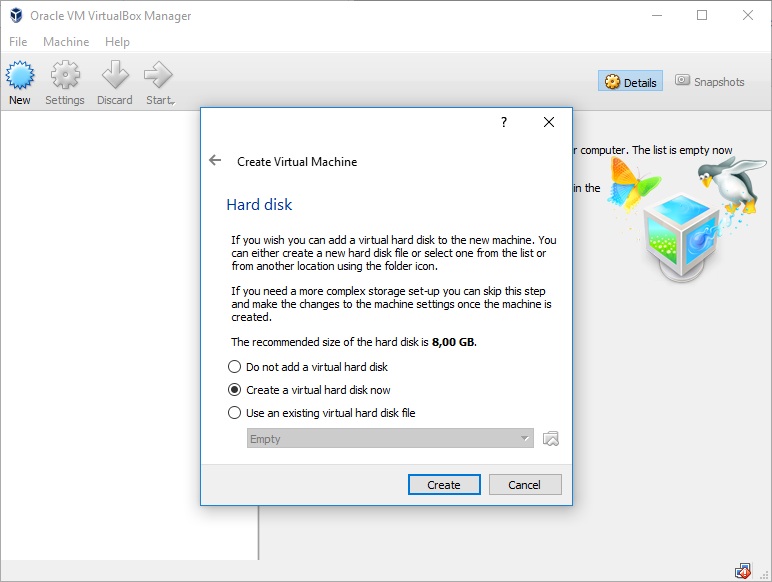 Oracle VM VirtualBox Manager
File Machine Help
New Settings Discard Start
Details Snapshots
r computer. The list is empty now
in the
?
Create Virtual Machine
Hard disk
If you wish you can add a virtual hard disk to the new machine. You
can either create a new hard disk file or select one from the list or
from another location using the folder icon.
If you need a more complex storage set-up you can skip this step
and make the changes to the machine settings once the machine is
created.
The recommended size of the hard disk is 8,00 GB.
Do not add a virtual hard disk
Create a virtual hard disk now
Use an existing virtual hard disk file
Empty
Create Cancel